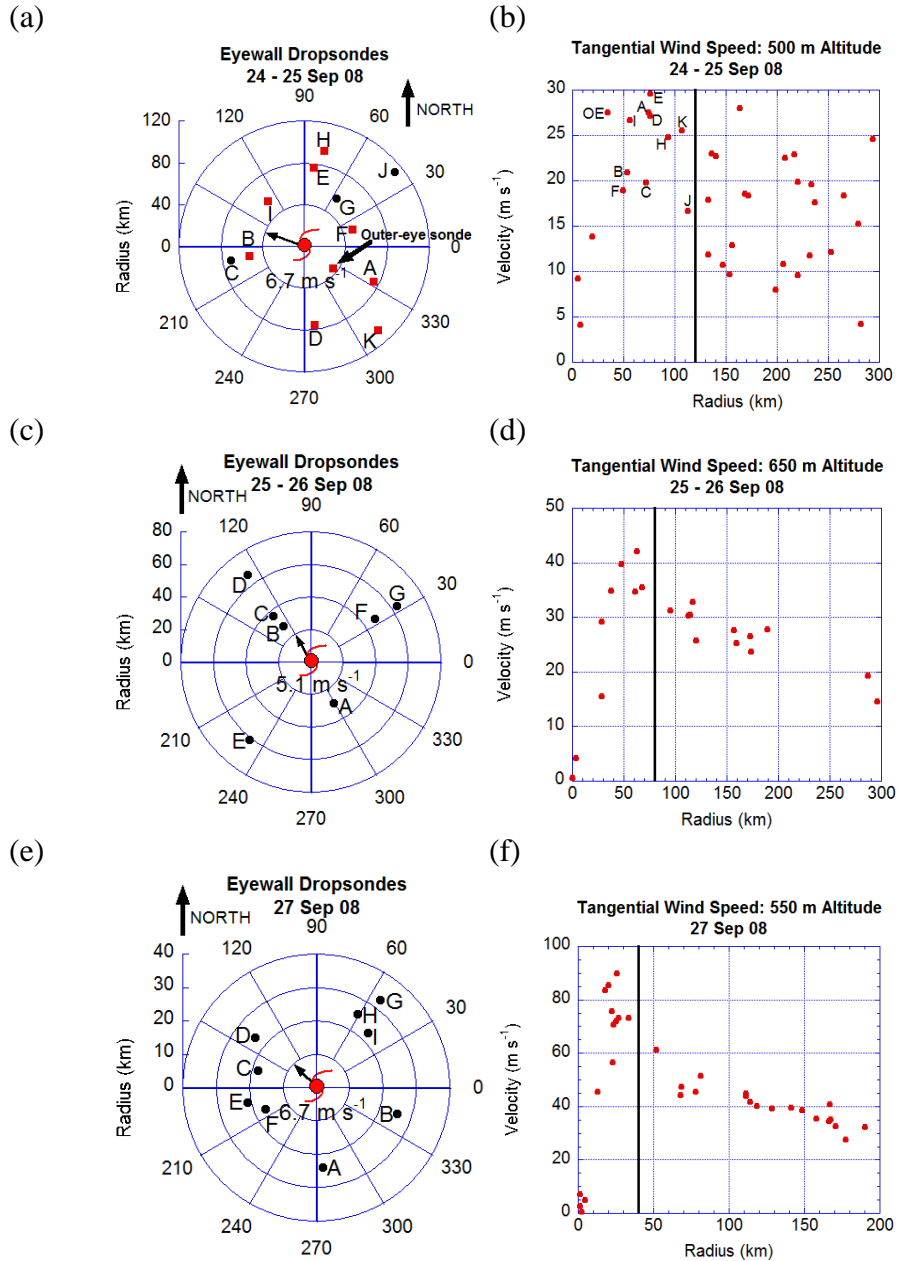 (a)
Eyewall Dropsondes
24 - 25 Sep 08
NORTH
90
60
30
0
330
300
270
240
210
120
120
80
40
0
Radius (km)
H
J
E
G
I
F
Outer-eye sonde
B
C
6.7 m s-1
A
D
K
(b)
Tangential Wind Speed: 500 m Altitude
24 - 25 Sep 08
30
25
20
15
10
5
0
Velocity (m s-1)
E
OE
A
D
I
K
H
B
F
C
J
0 50 100 150 200 250 300
Radius (km)
(c)
Eyewall Dropsondes
25 - 26 Sep 08
NORTH
90
60
30
0
330
300
270
240
210
120
80
60
40
20
0
Radius (km)
D
G
C
F
B
5.1 m s-1
A
E
(d)
Tangential Wind Speed: 650 m Altitude
25 - 26 Sep 08
50
40
30
20
10
0
Velocity (m s-1)
0 50 100 150 200 250 300
Radius (km)
(e)
Eyewall Dropsondes
27 Sep 08
NORTH
90
60
30
0
330
300
270
240
210
120
40
30
20
10
0
Radius (km)
G
H
I
D
C
E
F
6.7 m s-1
B
A
(f)
Tangential Wind Speed: 550 m Altitude
27 Sep 08
100
80
60
40
20
0
Velocity (m s-1)
0 50 100 150 200
Radius (km)